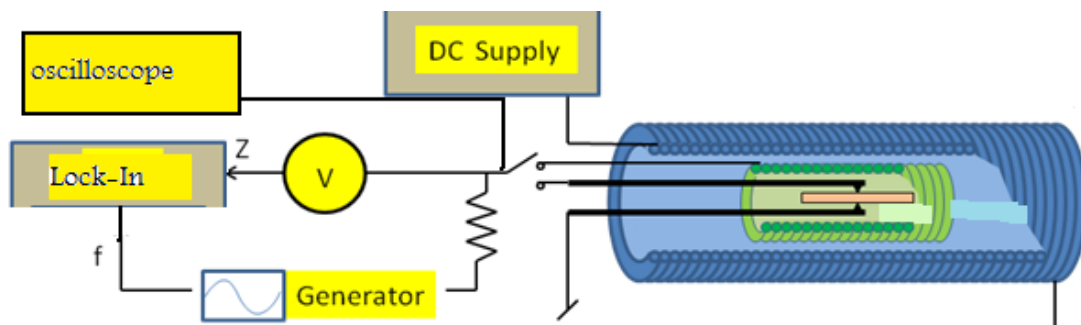 DC Supply
oscilloscope
Z
V
Lock-In
f
Generator